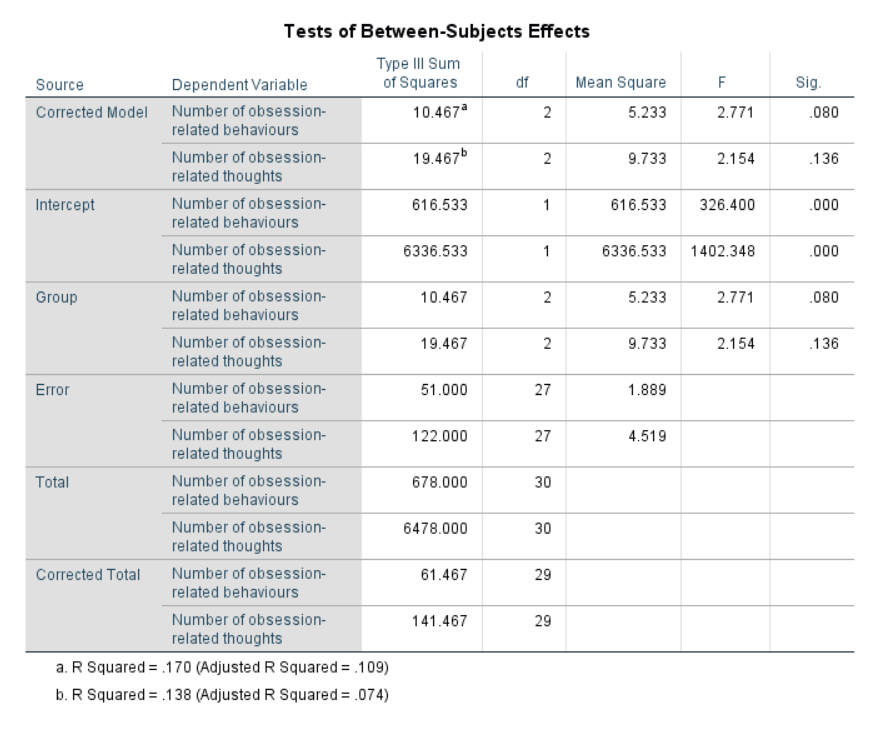 Tests of Between-Subjects Effects
Type III Sum
Source Dependent Variable of Squares df Mean Square F Sig.
Corrected Model Number of obsession- 10.467a 2 5.233 2.771 .080
related behaviours
Number of obsession- 19.467b 2 9.733 2.154 .136
related thoughts
Intercept Number of obsession- 616.533 1 616.533 326.400 .000
related behaviours
Number of obsession- 6336.533 1 6336.533 1402.348 .000
related thoughts
Group Number of obsession- 10.467 2 5.233 2.771 .080
related behaviours
Number of obsession- 19.467 2 9.733 2.154 .136
related thoughts
Error Number of obsession- 51.000 27 1.889
related behaviours
Number of obsession- 122.000 27 4.519
related thoughts
Total Number of obsession- 678.000 30
related behaviours
Number of obsession- 6478.000 30
related thoughts
Corrected Total Number of obsession- 61.467 29
related behaviours
Number of obsession- 141.467 29
related thoughts
a. R Squared = .170 (Adjusted R Squared = .109)
b. R Squared = .138 (Adjusted R Squared = .074)